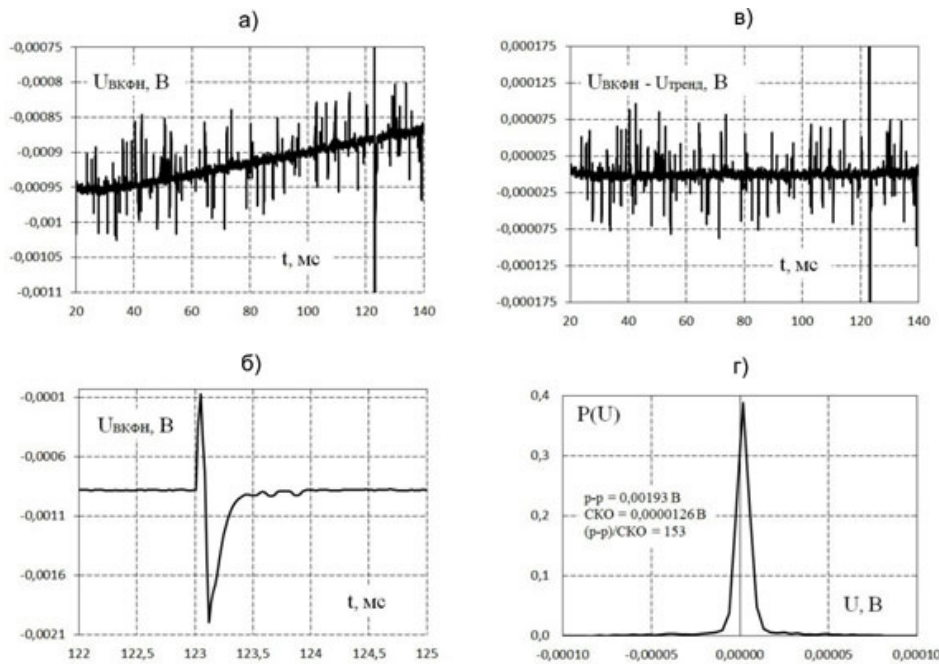 а)
-0,00075
-0,0008
-0,00085
-0,0009
-0,00095
-0,001
-0,00105
-0,0011
UВКФН, В
t, мс
20 40 60 80 100 120 140
в)
0,000175
0,000125
0,000075
0,000025
-0,000025
-0,000075
-0,000125
-0,000175
UВКФН - Uтренд, В
t, мс
20 40 60 80 100 120 140
б)
-0,0001
-0,0006
-0,0011
-0,0016
-0,0021
UВКФН, В
t, мс
122 122,5 123 123,5 124 124,5 125
г)
0,4
0,3
0,2
0,1
0,0
P(U)
p-p = 0,00193 В
СКО = 0,0000126 В
(p-p)/СКО = 153
U, В
-0,00010 -0,00005 0,00000 0,00005 0,00010